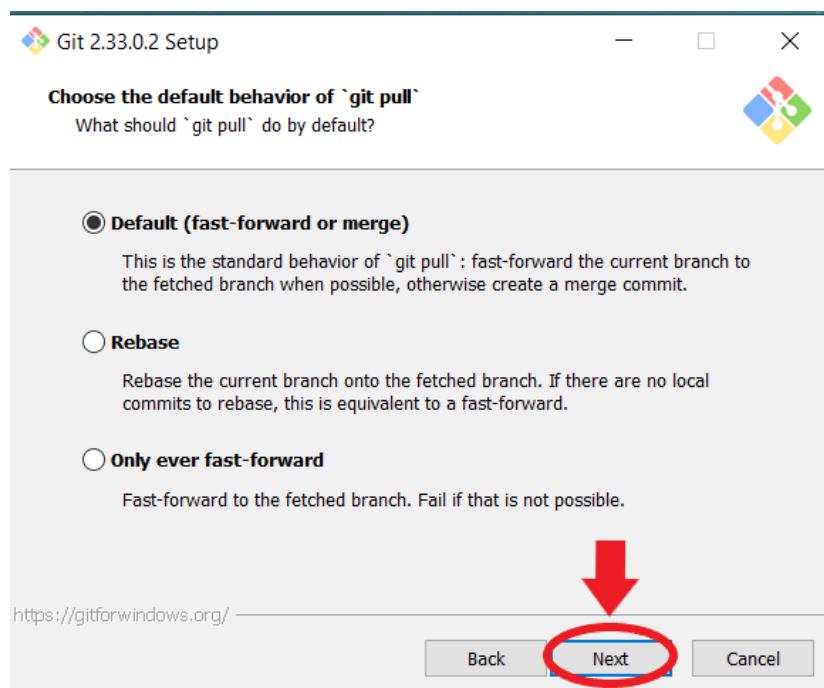 Git 2.33.0.2 Setup
Choose the default behavior of `git pull`
What should `git pull` do by default?
Default (fast-forward or merge)
This is the standard behavior of `git pull`: fast-forward the current branch to
the fetched branch when possible, otherwise create a merge commit.
Rebase
Rebase the current branch onto the fetched branch. If there are no local
commits to rebase, this is equivalent to a fast-forward.
Only ever fast-forward
Fast-forward to the fetched branch. Fail if that is not possible.
https://gitforwindows.org/
Back Next Cancel